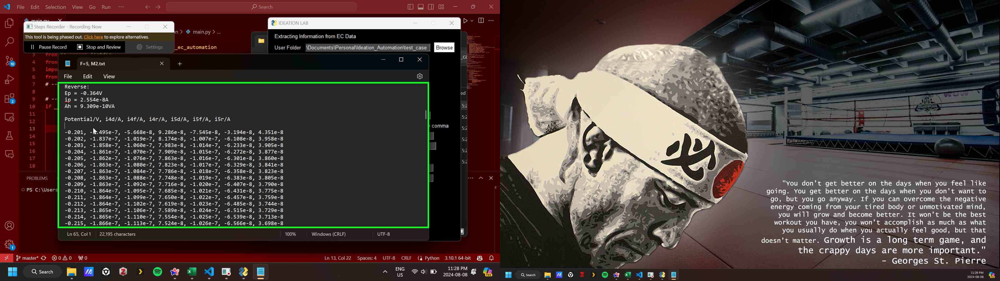 File Edit Selection View Go Run ...
Search
main.py
Steps Recorder - Recording Now
This tool is being phased out. Click here to explore alternatives.
Pause Record Stop and Review Settings
on > main.py > ...
_ec_automation
3 from
4 from
5 impo
6 from
7 # --
8
9 # --
10 if _
11
12
13
14
15
16
17
18
PROBLEMS
PS C:\Users
IDEATION LAB
Extracting Information from EC Data
User Folder \Documents\Personal\Ideation_Automation\test_case Browse
comma
F=5, M2.txt
File Edit View
Reverse:
Ep = -0.364V
ip = 2.554e-8A
Ah = 9.309e-10VA
Potential/V, i4d/A, i4f/A, i4r/A, i5d/A, i5f/A, i5r/A
-0.201, -1.495e-7, -5.668e-8, 9.286e-8, -7.545e-8, -3.194e-8, 4.351e-8
-0.202, -1.837e-7, -1.019e-7, 8.174e-8, -1.007e-7, -6.108e-8, 3.958e-8
-0.203, -1.858e-7, -1.060e-7, 7.983e-8, -1.014e-7, -6.233e-8, 3.905e-8
-0.204, -1.861e-7, -1.070e-7, 7.909e-8, -1.015e-7, -6.272e-8, 3.877e-8
-0.205, -1.862e-7, -1.076e-7, 7.863e-8, -1.016e-7, -6.301e-8, 3.860e-8
-0.206, -1.863e-7, -1.080e-7, 7.823e-8, -1.017e-7, -6.329e-8, 3.841e-8
-0.207, -1.863e-7, -1.084e-7, 7.786e-8, -1.018e-7, -6.358e-8, 3.823e-8
-0.208, -1.863e-7, -1.088e-7, 7.748e-8, -1.019e-7, -6.383e-8, 3.805e-8
-0.209, -1.863e-7, -1.092e-7, 7.716e-8, -1.020e-7, -6.407e-8, 3.790e-8
-0.210, -1.864e-7, -1.095e-7, 7.685e-8, -1.021e-7, -6.431e-8, 3.775e-8
-0.211, -1.864e-7, -1.099e-7, 7.650e-8, -1.022e-7, -6.457e-8, 3.759e-8
-0.212, -1.864e-7, -1.102e-7, 7.619e-8, -1.023e-7, -6.485e-8, 3.744e-8
-0.213, -1.865e-7, -1.106e-7, 7.589e-8, -1.024e-7, -6.515e-8, 3.729e-8
-0.214, -1.865e-7, -1.110e-7, 7.554e-8, -1.025e-7, -6.539e-8, 3.713e-8
-0.215, -1.866e-7, -1.113e-7, 7.524e-8, -1.026e-7, -6.566e-8, 3.698e-8
Ln 65, Col 1 22,195 characters 100% Windows (CRLF) UTF-8
master* 0 0 0 Ln 13, Col 22 Spaces: 4 UTF-8 CRLF Python 3.10.1 64-bit
Search
ENG
US
11:28 PM
2024-08-08
"You don't get better on the days when you feel like
going. You get better on the days when you don't want to
go, but you go anyway. If you can overcome the negative
energy coming from your tired body or unmotivated mind,
you will grow and become better. It won't be the best
workout you have, you won't accomplish as much as what
you usually do when you actually feel good, but that
doesn't matter. Growth is a long term game, and
the crappy days are more important."
- Georges St. Pierre
Search
11:28 PM
2024-08-08